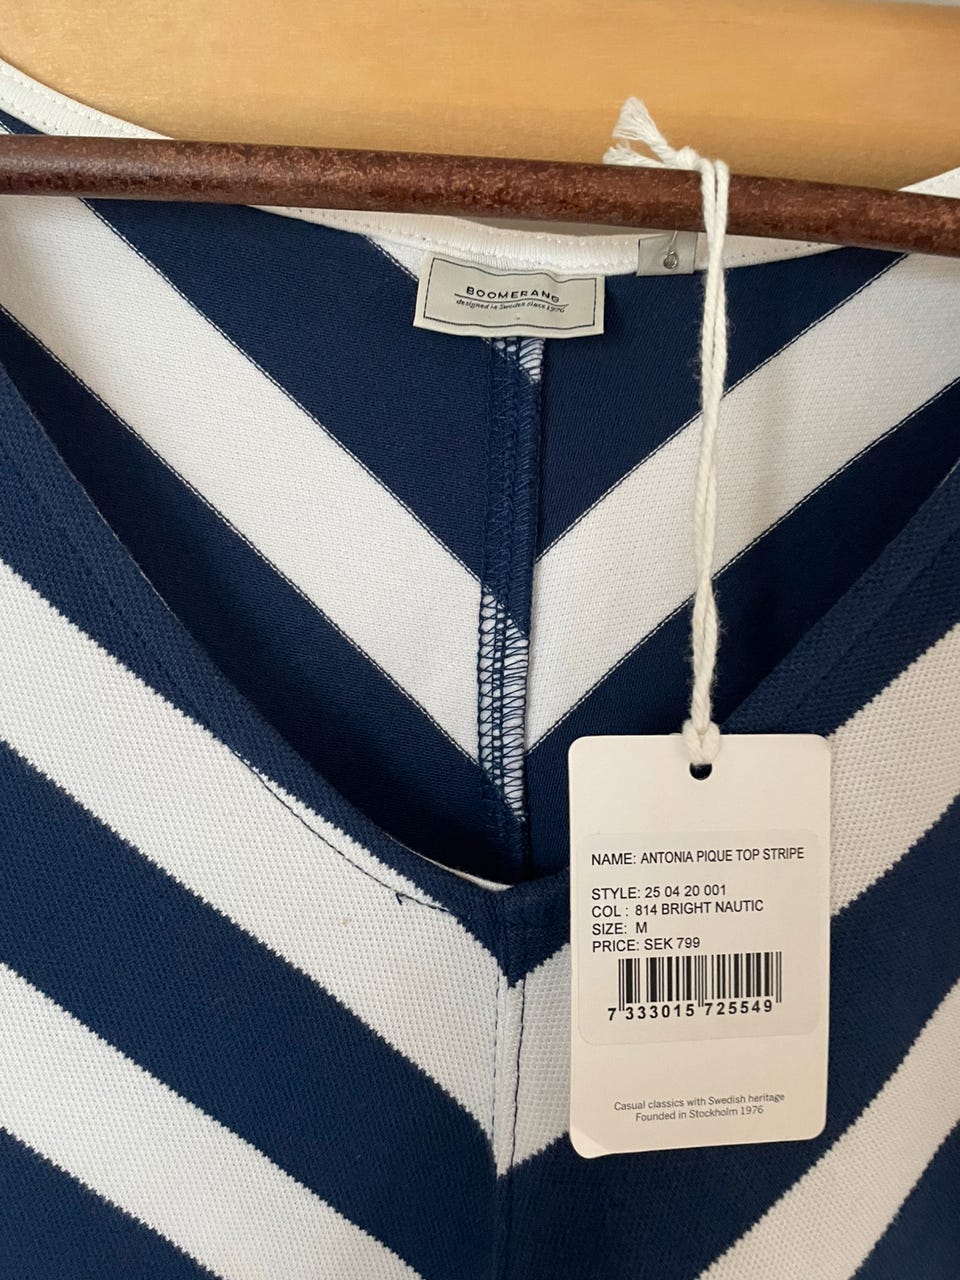 BOOMERANG
designed in Sweden since 1976
NAME: ANTONIA PIQUE TOP STRIPE
STYLE: 25 04 20 001
COL : 814 BRIGHT NAUTIC
SIZE: M
PRICE: SEK 799
7 333015 725549
Casual classics with Swedish heritage
Founded in Stockholm 1976